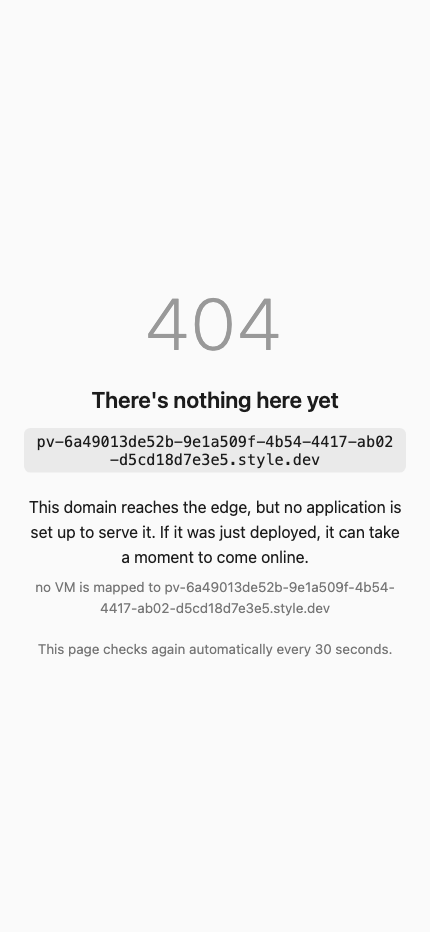 404
There's nothing here yet
pv-6a49013de52b-9e1a509f-4b54-4417-ab02
-d5cd18d7e3e5.style.dev
This domain reaches the edge, but no application is
set up to serve it. If it was just deployed, it can take
a moment to come online.
no VM is mapped to pv-6a49013de52b-9e1a509f-4b54-
4417-ab02-d5cd18d7e3e5.style.dev
This page checks again automatically every 30 seconds.